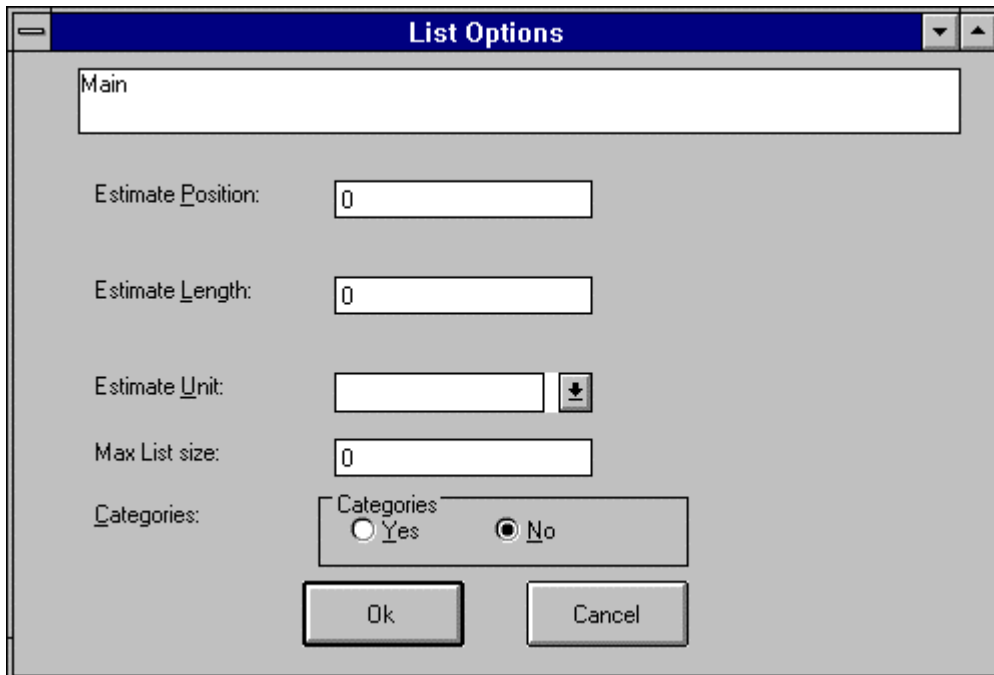 List Options
Main
Estimate Position: 0
Estimate Length: 0
Estimate Unit:
Max List size: 0
Categories
Categories: Yes No
Ok Cancel